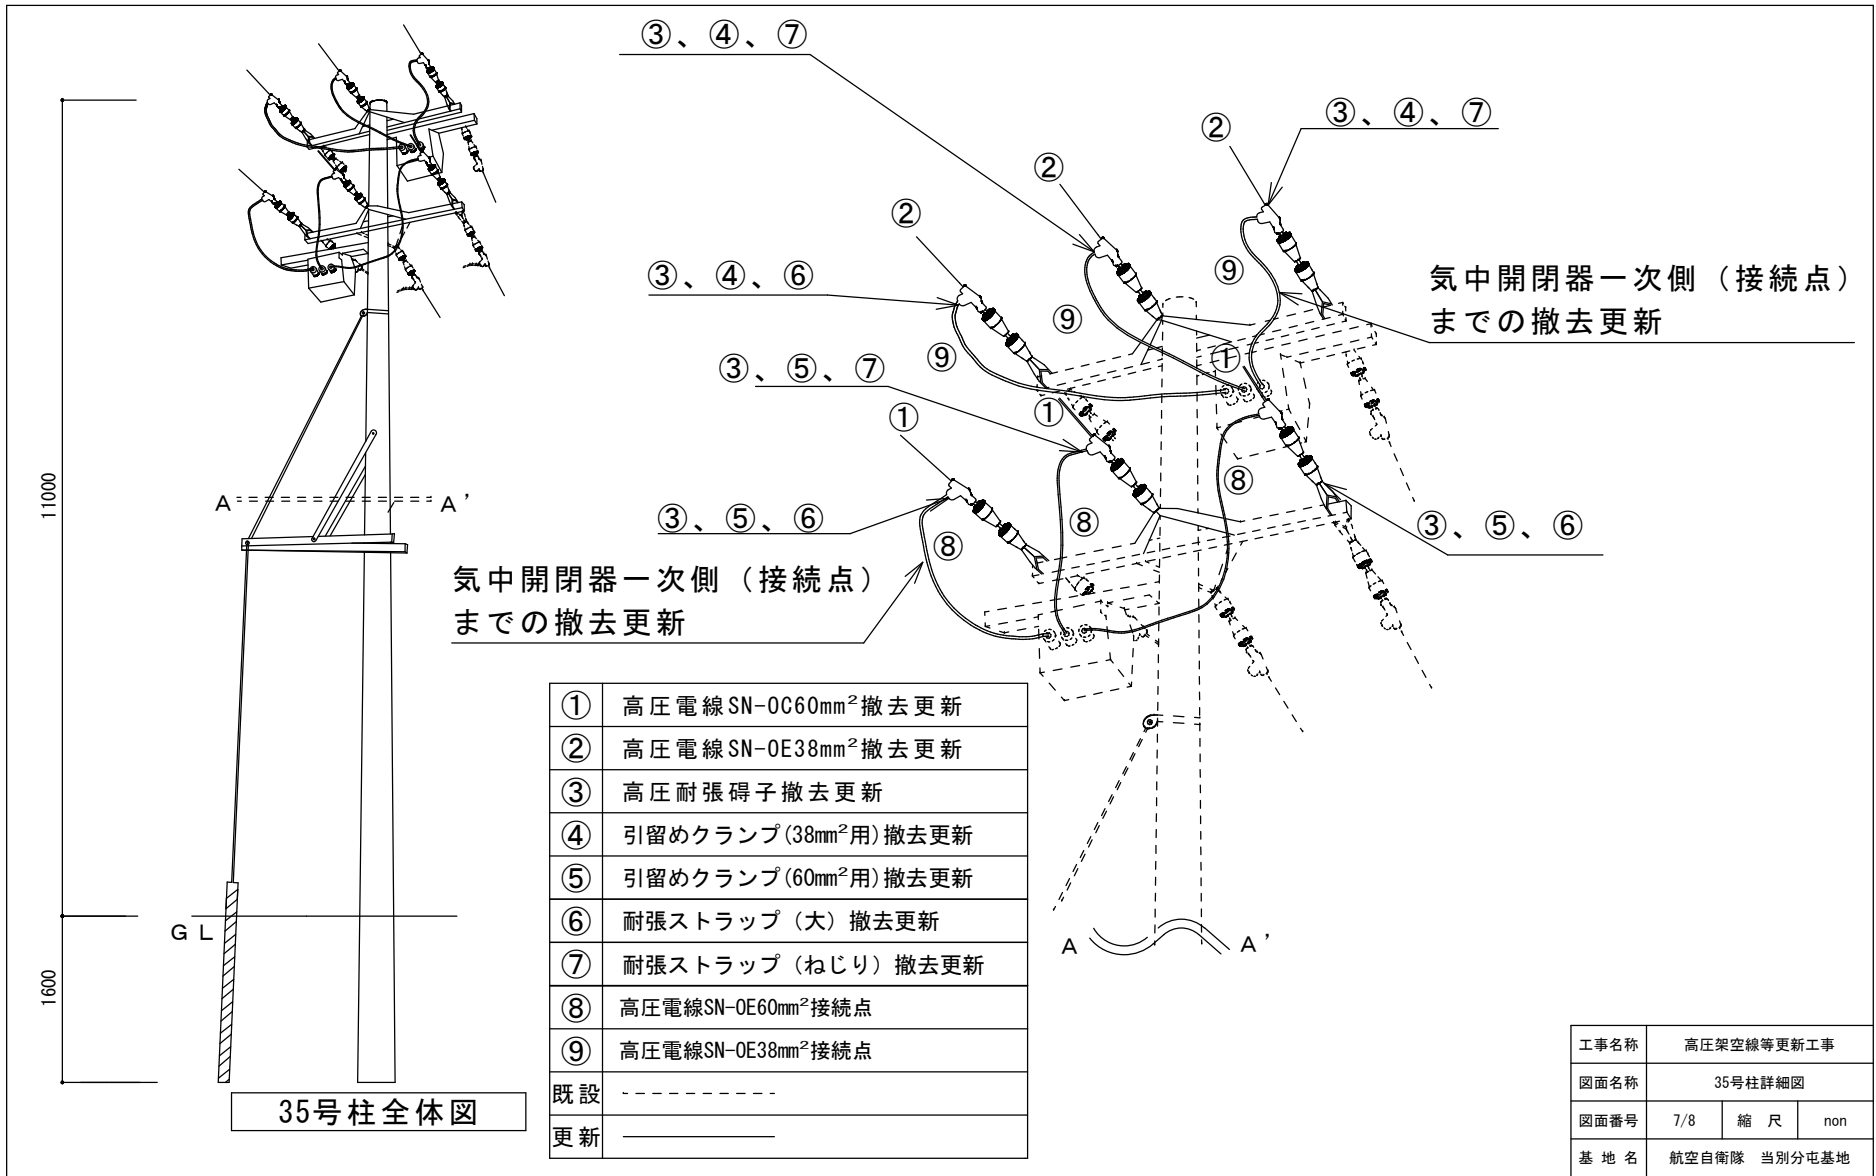 ③、④、⑦
②
③、④、⑦
②
②
③、④、⑥
⑨
⑨
⑨
気中開閉器一次側（接続点）
までの撤去更新
③、⑤、⑦
①
①
①
11000
A A'
③、⑤、⑥
⑧
⑧
⑧
③、⑤、⑥
気中開閉器一次側（接続点）
までの撤去更新
① 高圧電線SN-OC60mm²撤去更新
② 高圧電線SN-OE38mm²撤去更新
③ 高圧耐張碍子撤去更新
④ 引留めクランプ(38mm²用)撤去更新
⑤ 引留めクランプ(60mm²用)撤去更新
⑥ 耐張ストラップ（大）撤去更新
⑦ 耐張ストラップ（ねじり）撤去更新
⑧ 高圧電線SN-OE60mm²接続点
⑨ 高圧電線SN-OE38mm²接続点
既設
更新
GL
1600
A A'
35号柱全体図
工事名称 高圧架空線等更新工事
図面名称 35号柱詳細図
図面番号 7/8 縮尺 non
基地名 航空自衛隊 当別分屯基地